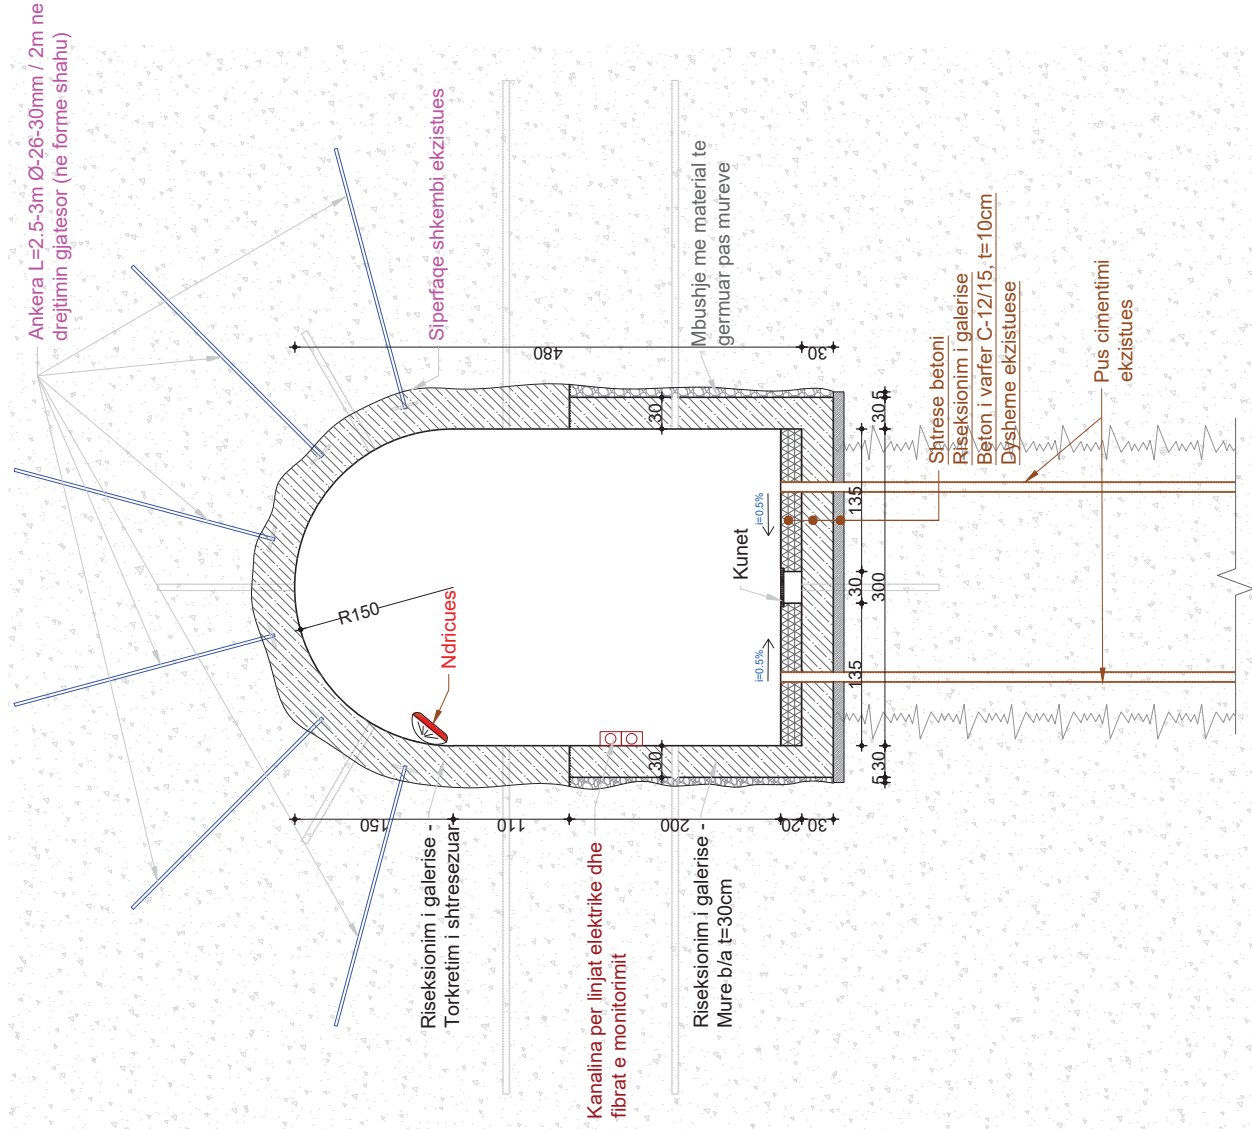 Ankera L=2.5-3m Ø-26-30mm / 2m ne
drejtimin gjatesor (ne forme shahu)
Siperfaqe shkembi ekzistues
Mbushje me material te
germuar pas mureve
480
30
30
30
5
Shtrese betoni
Riseksionim i galerise
Beton i varfer C-12/15, t=10cm
Dysheme ekzistuese
Pus cimentimi
ekzistues
R150
Ndricues
Kunet
i=0.5%
i=0.5%
135
30
135
300
30
30
5
150
110
200
20
30
Riseksionim i galerise -
Torkretim i shtresezuar
Kanalina per linjat elektrike dhe
fibrat e monitorimit
Riseksionim i galerise -
Mure b/a t=30cm